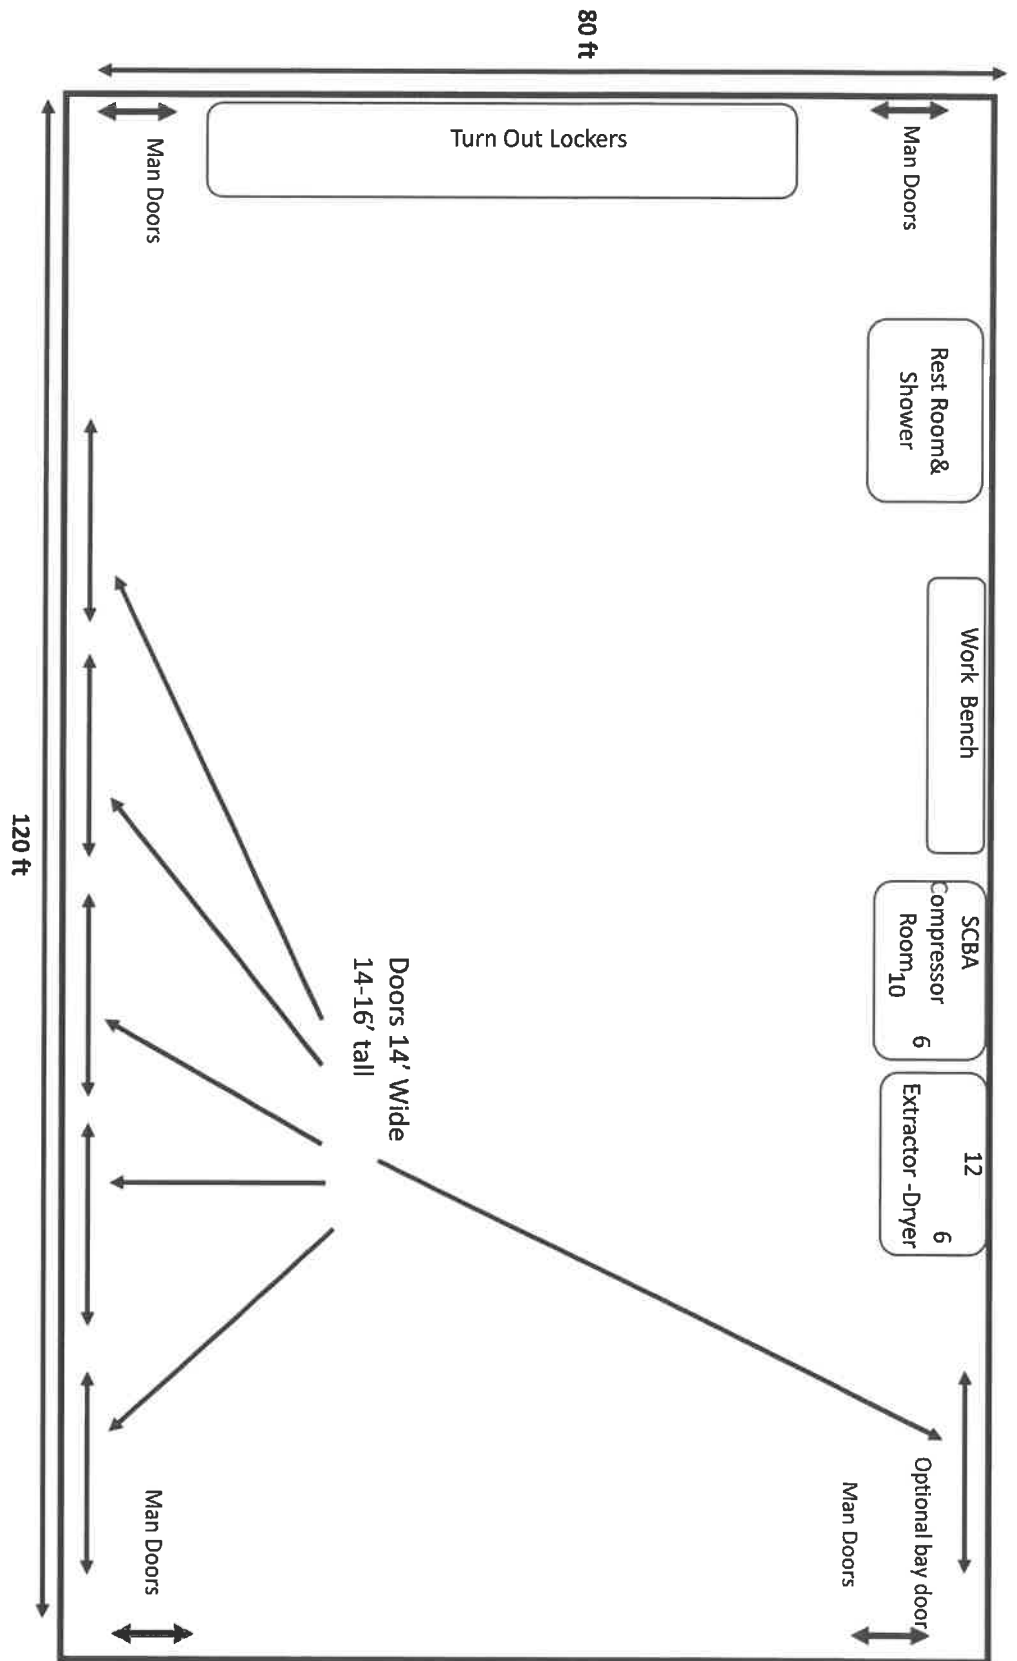 80 ft
Turn Out Lockers
Man Doors
Man Doors
Rest Room&
Shower
Work Bench
SCBA
Compressor
Room
10
6
12
6
Extractor -Dryer
Doors 14' Wide
14-16' tall
Optional bay door
Man Doors
Man Doors
120 ft